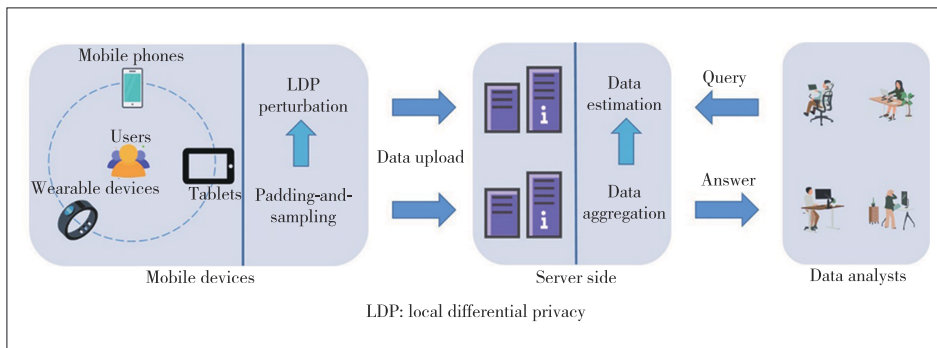 Mobile phones
Users
Wearable devices
Tablets
LDP
perturbation
Padding-and-
sampling
Mobile devices
Data upload
i
i
Data
estimation
Data
aggregation
Server side
Query
Answer
Data analysts
LDP: local differential privacy